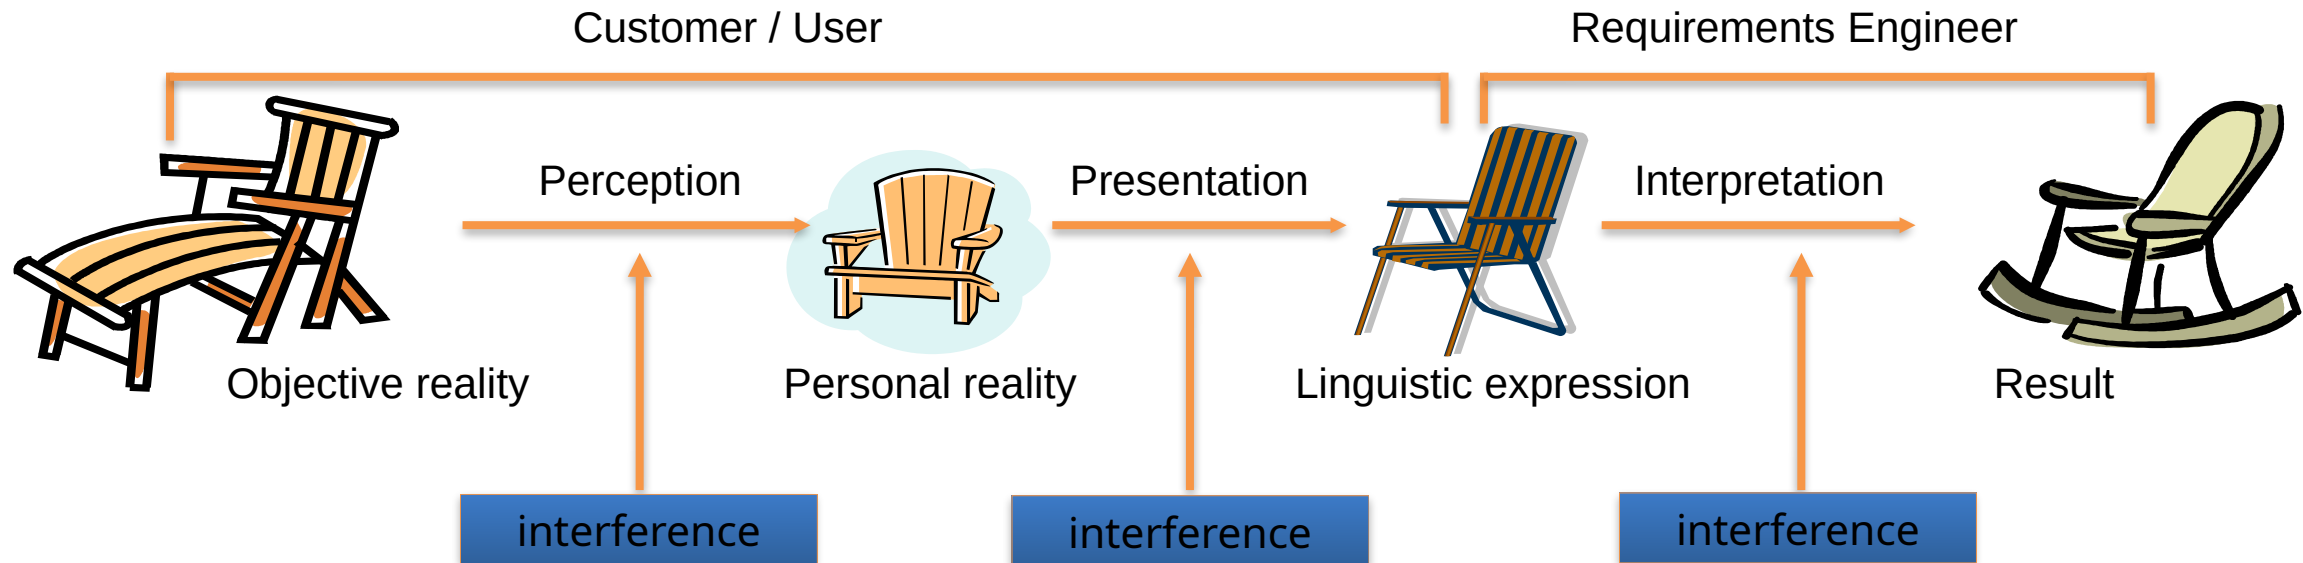 Customer / User
Requirements Engineer
Perception
Presentation
Interpretation
Objective reality
Personal reality
Linguistic expression
Result
interference
interference
interference